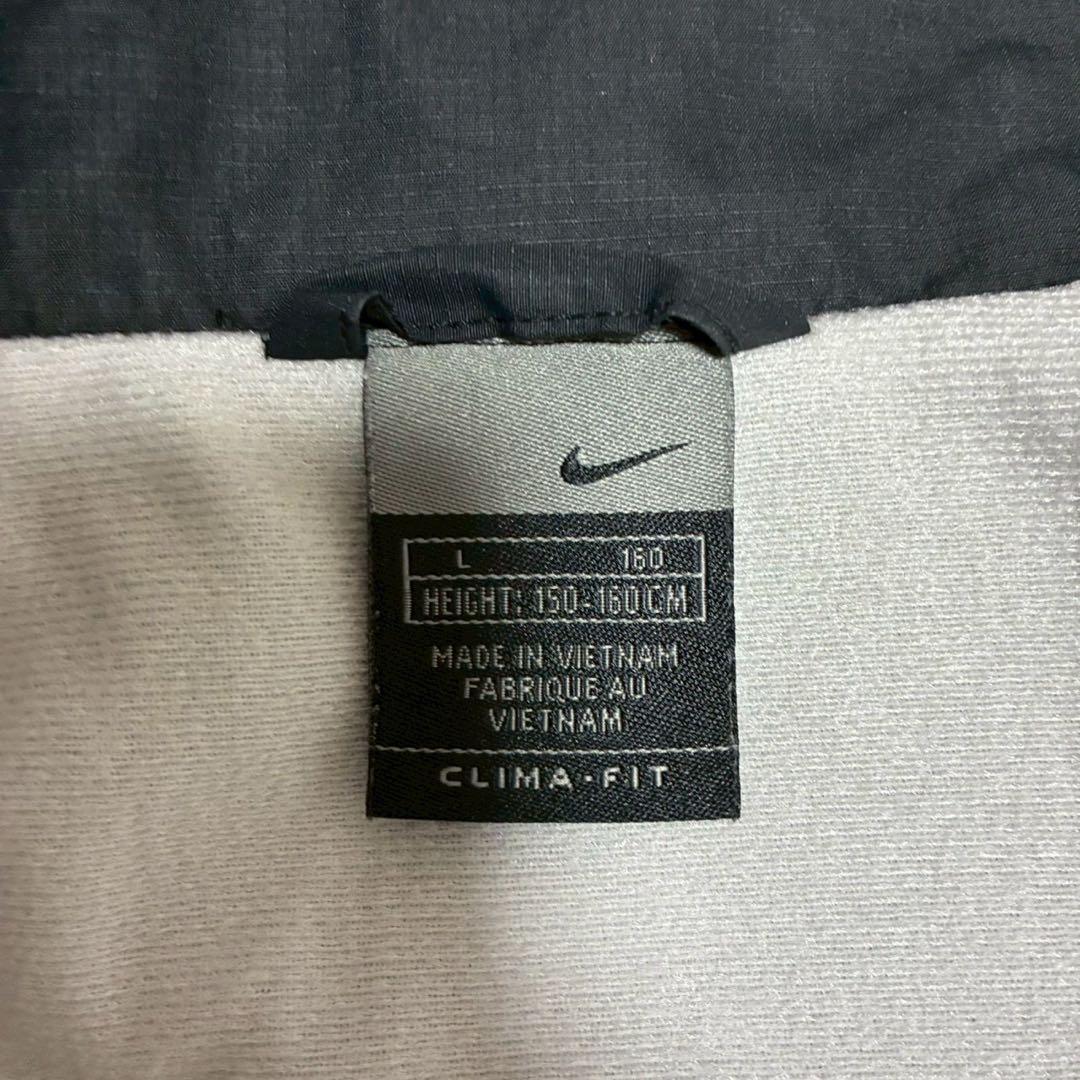 L 160
HEIGHT: 150-160CM
MADE IN VIETNAM
FABRIQUE AU
VIETNAM
CLIMA·FIT